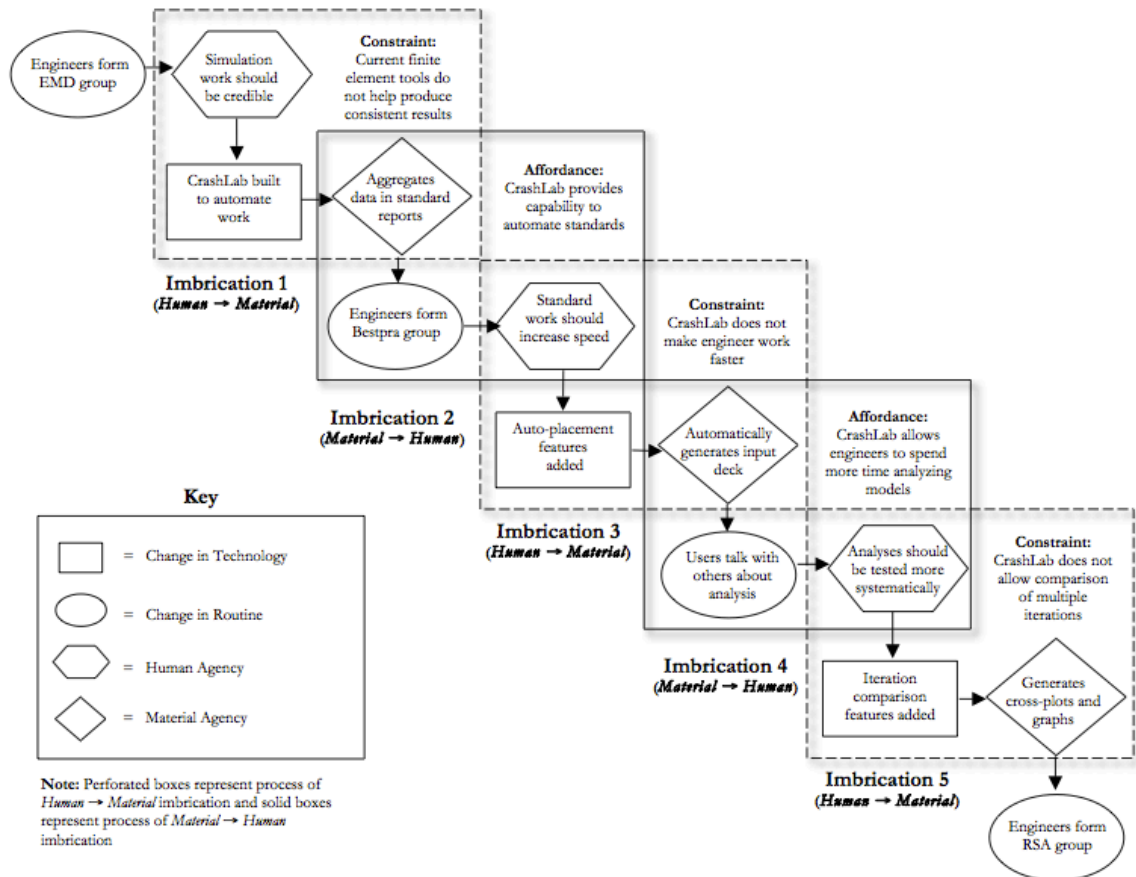 Engineers form
EMD group
Simulation
work should
be credible
Constraint:
Current finite
element tools do
not help produce
consistent results
CrashLab built
to automate
work
Aggregates
data in standard
reports
Affordance:
CrashLab provides
capability to
automate standards
Imbrication 1
(Human → Material)
Engineers form
Bestpra group
Standard
work should
increase speed
Constraint:
CrashLab does not
make engineer work
faster
Imbrication 2
(Material → Human)
Auto-placement
features
added
Automatically
generates input
deck
Affordance:
CrashLab allows
engineers to spend
more time analyzing
models
Imbrication 3
(Human → Material)
Users talk with
others about
analysis
Analyses should
be tested more
systematically
Constraint:
CrashLab does not
allow comparison
of multiple
iterations
Imbrication 4
(Material → Human)
Iteration
comparison
features added
Generates
cross-plots and
graphs
Imbrication 5
(Human → Material)
Engineers form
RSA group
Key
= Change in Technology
= Change in Routine
= Human Agency
= Material Agency
Note: Perforated boxes represent process of
Human → Material imbrication and solid boxes
represent process of Material → Human
imbrication